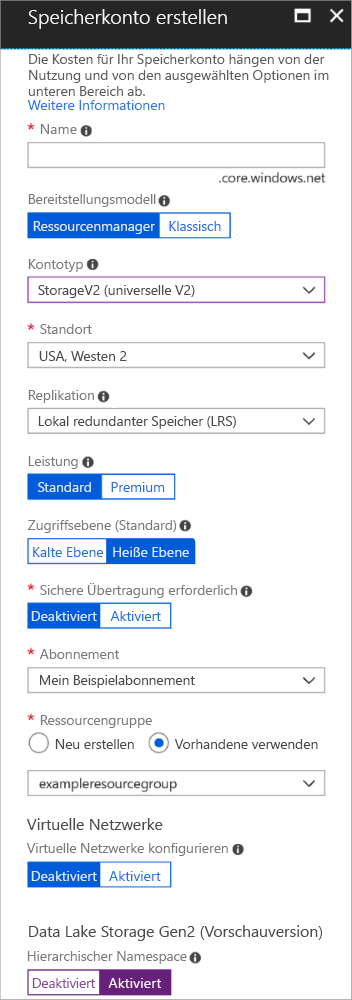 Speicherkonto erstellen
Die Kosten für Ihr Speicherkonto hängen von der
Nutzung und von den ausgewählten Optionen im
unteren Bereich ab.
Weitere Informationen
* Name
.core.windows.net
Bereitstellungsmodell
Ressourcenmanager Klassisch
Kontotyp
StorageV2 (universelle V2)
* Standort
USA, Westen 2
Replikation
Lokal redundanter Speicher (LRS)
Leistung
Standard Premium
Zugriffsebene (Standard)
Kalte Ebene Heiße Ebene
* Sichere Übertragung erforderlich
Deaktiviert Aktiviert
* Abonnement
Mein Beispielabonnement
* Ressourcengruppe
Neu erstellen Vorhandene verwenden
exampleresourcegroup
Virtuelle Netzwerke
Virtuelle Netzwerke konfigurieren
Deaktiviert Aktiviert
Data Lake Storage Gen2 (Vorschauversion)
Hierarchischer Namespace
Deaktiviert Aktiviert